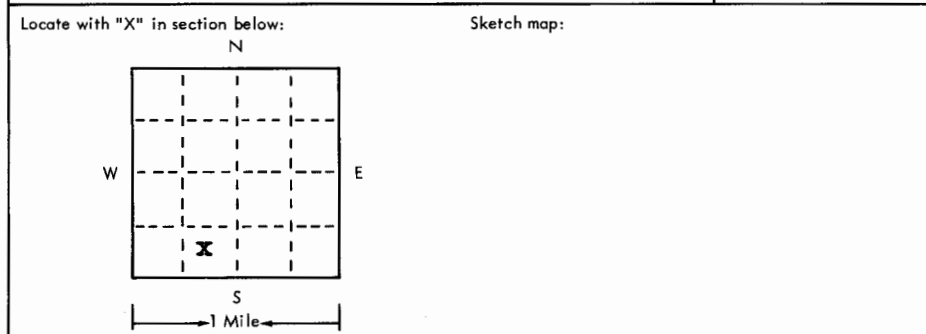 Locate with "X" in section below: Sketch map:
N
W E
X
S
1 Mile